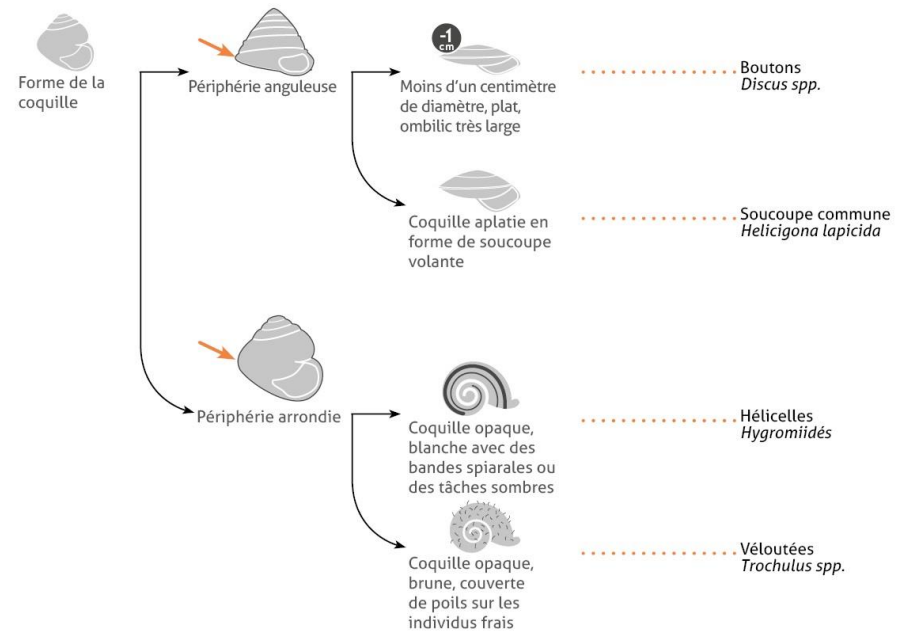 Forme de la
coquille
Périphérie anguleuse
-1
cm
Moins d’un centimètre
de diamètre, plat,
ombilic très large
Boutons
Discus spp.
Coquille aplatie en
forme de soucoupe
volante
Soucoupe commune
Helicigona lapicida
Périphérie arrondie
Coquille opaque,
blanche avec des
bandes spiarales ou
des tâches sombres
Hélicelles
Hygromiidés
Coquille opaque,
brune, couverte
de poils sur les
individus frais
Véloutées
Trochulus spp.